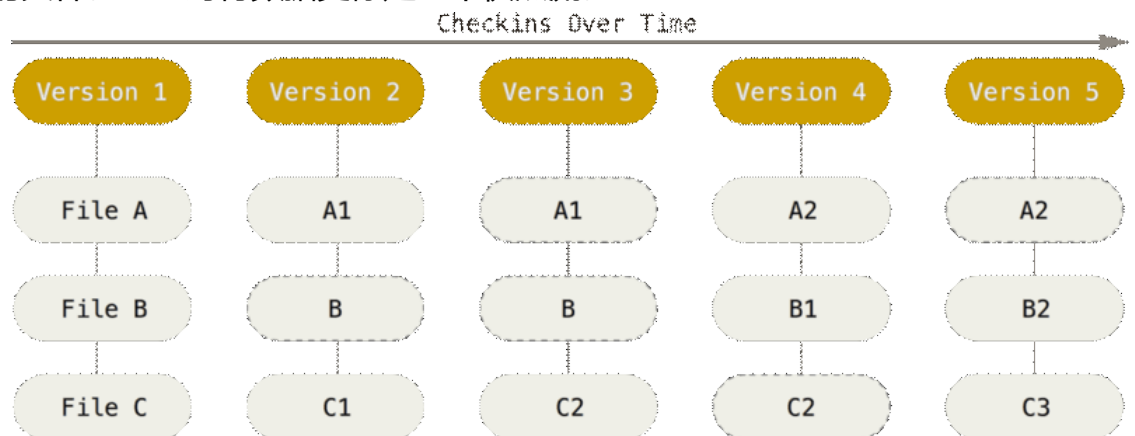 Checkins Over Time
Version 1 Version 2 Version 3 Version 4 Version 5
File A A1 A1 A2 A2
File B B B B1 B2
File C C1 C2 C2 C3